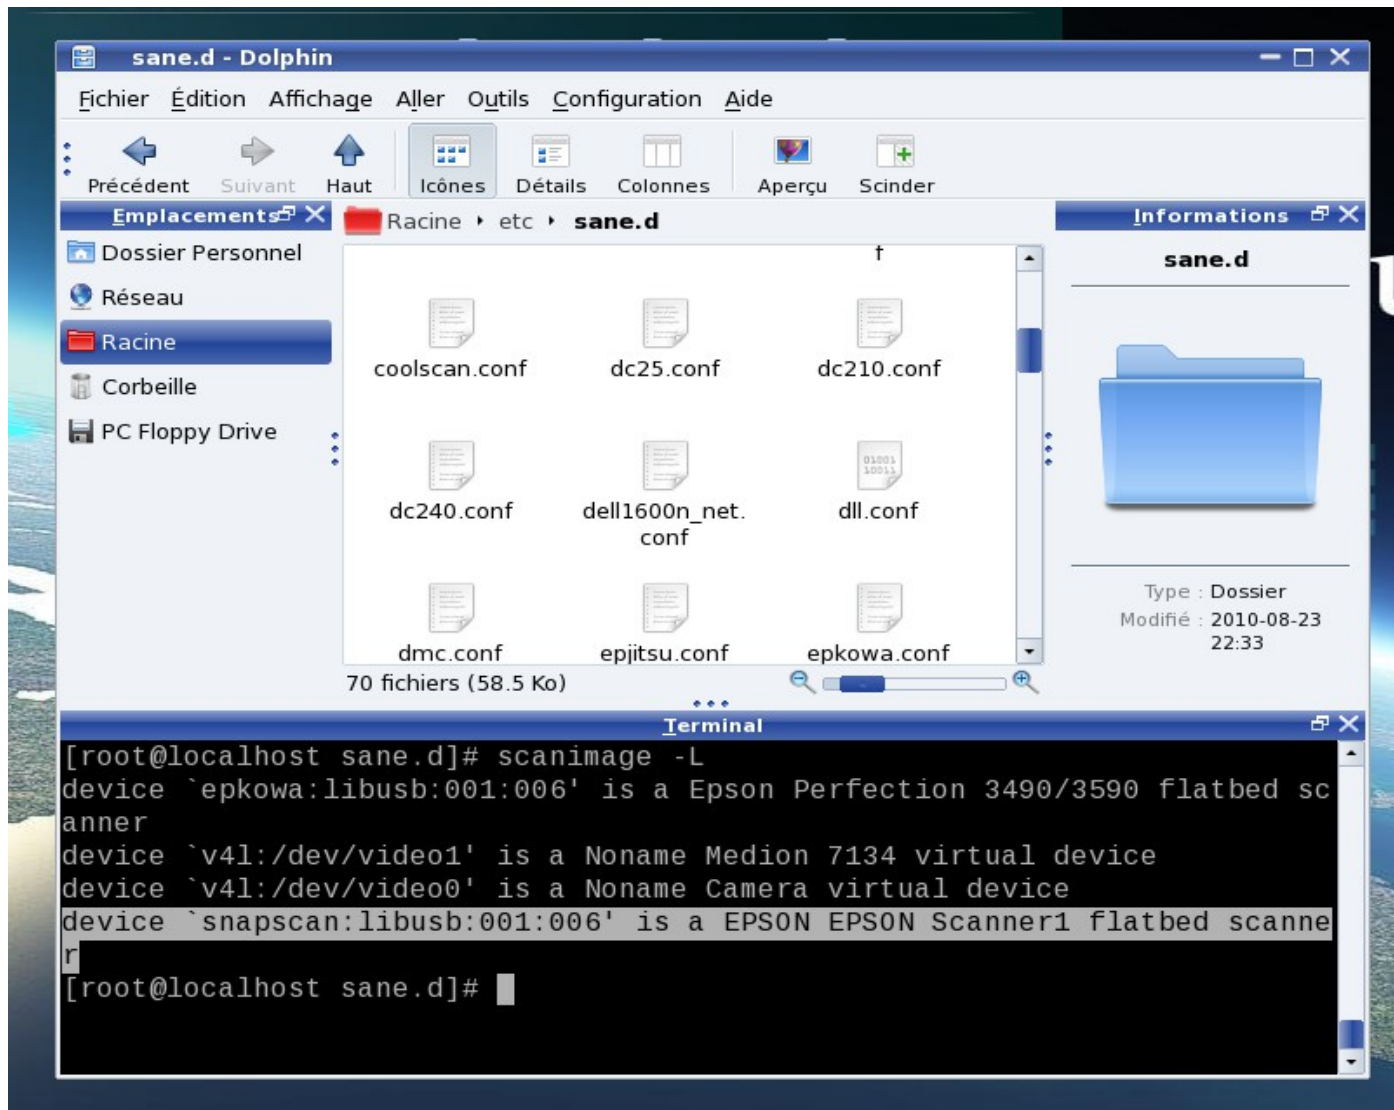 sane.d - Dolphin
Fichier Édition Affichage Aller Outils Configuration Aide
Précédent Suivant Haut Icônes Détails Colonnes Aperçu Scinder
Emplacements
Racine etc sane.d
Informations
Dossier Personnel
Réseau
Racine
Corbeille
PC Floppy Drive
f
coolscan.conf dc25.conf dc210.conf
01001
10011
dc240.conf dell1600n_net. dll.conf
conf
dmc.conf epjitsu.conf epkowa.conf
70 fichiers (58.5 Ko)
sane.d
Type : Dossier
Modifié : 2010-08-23
22:33
Terminal
[root@localhost sane.d]# scanimage -L
device `epkowa:libusb:001:006' is a Epson Perfection 3490/3590 flatbed sc
anner
device `v4l:/dev/video1' is a Noname Medion 7134 virtual device
device `v4l:/dev/video0' is a Noname Camera virtual device
device `snapscan:libusb:001:006' is a EPSON EPSON Scanner1 flatbed scanne
r
[root@localhost sane.d]#